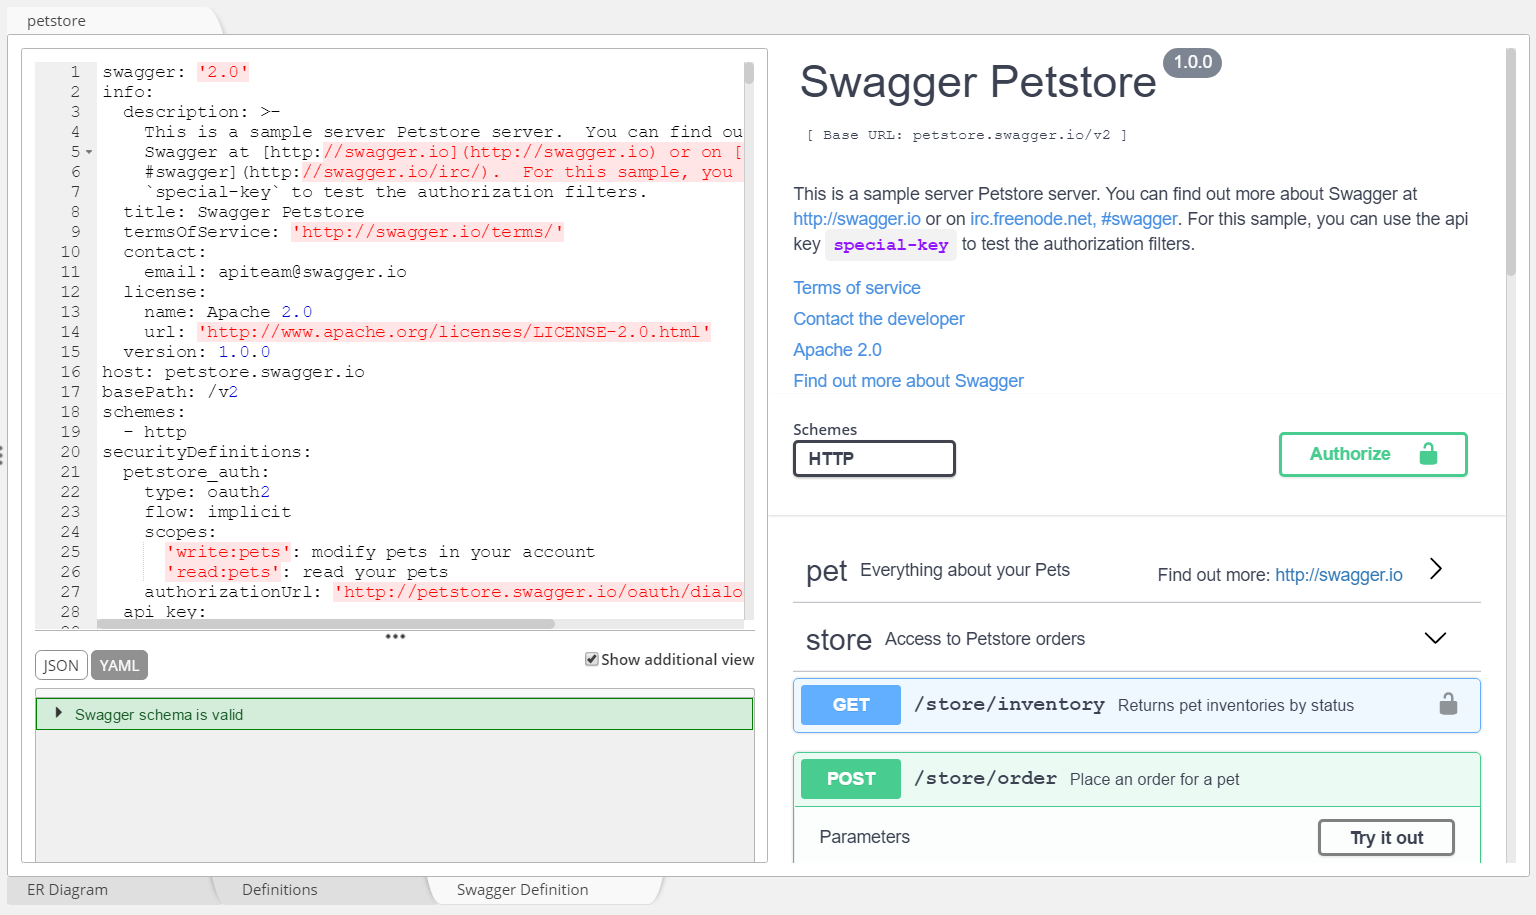 petstore
1 swagger: '2.0'
2 info:
3 description: >-
4 This is a sample server Petstore server.  You can find ou
5 Swagger at [http://swagger.io](http://swagger.io) or on [
6 #swagger](http://swagger.io/irc/).  For this sample, you
7 `special-key` to test the authorization filters.
8 title: Swagger Petstore
9 termsOfService: 'http://swagger.io/terms/'
10 contact:
11 email: apiteam@swagger.io
12 license:
13 name: Apache 2.0
14 url: 'http://www.apache.org/licenses/LICENSE-2.0.html'
15 version: 1.0.0
16 host: petstore.swagger.io
17 basePath: /v2
18 schemes:
19 - http
20 securityDefinitions:
21 petstore_auth:
22 type: oauth2
23 flow: implicit
24 scopes:
25 'write:pets': modify pets in your account
26 'read:pets': read your pets
27 authorizationUrl: 'http://petstore.swagger.io/oauth/dialo
28 api_key:
JSON YAML
Show additional view
Swagger schema is valid
Swagger Petstore 1.0.0
[ Base URL: petstore.swagger.io/v2 ]
This is a sample server Petstore server. You can find out more about Swagger at
http://swagger.io or on irc.freenode.net, #swagger. For this sample, you can use the api
key special-key to test the authorization filters.
Terms of service
Contact the developer
Apache 2.0
Find out more about Swagger
Schemes
HTTP
Authorize
pet Everything about your Pets Find out more: http://swagger.io
store Access to Petstore orders
GET /store/inventory Returns pet inventories by status
POST /store/order Place an order for a pet
Parameters Try it out
ER Diagram Definitions Swagger Definition